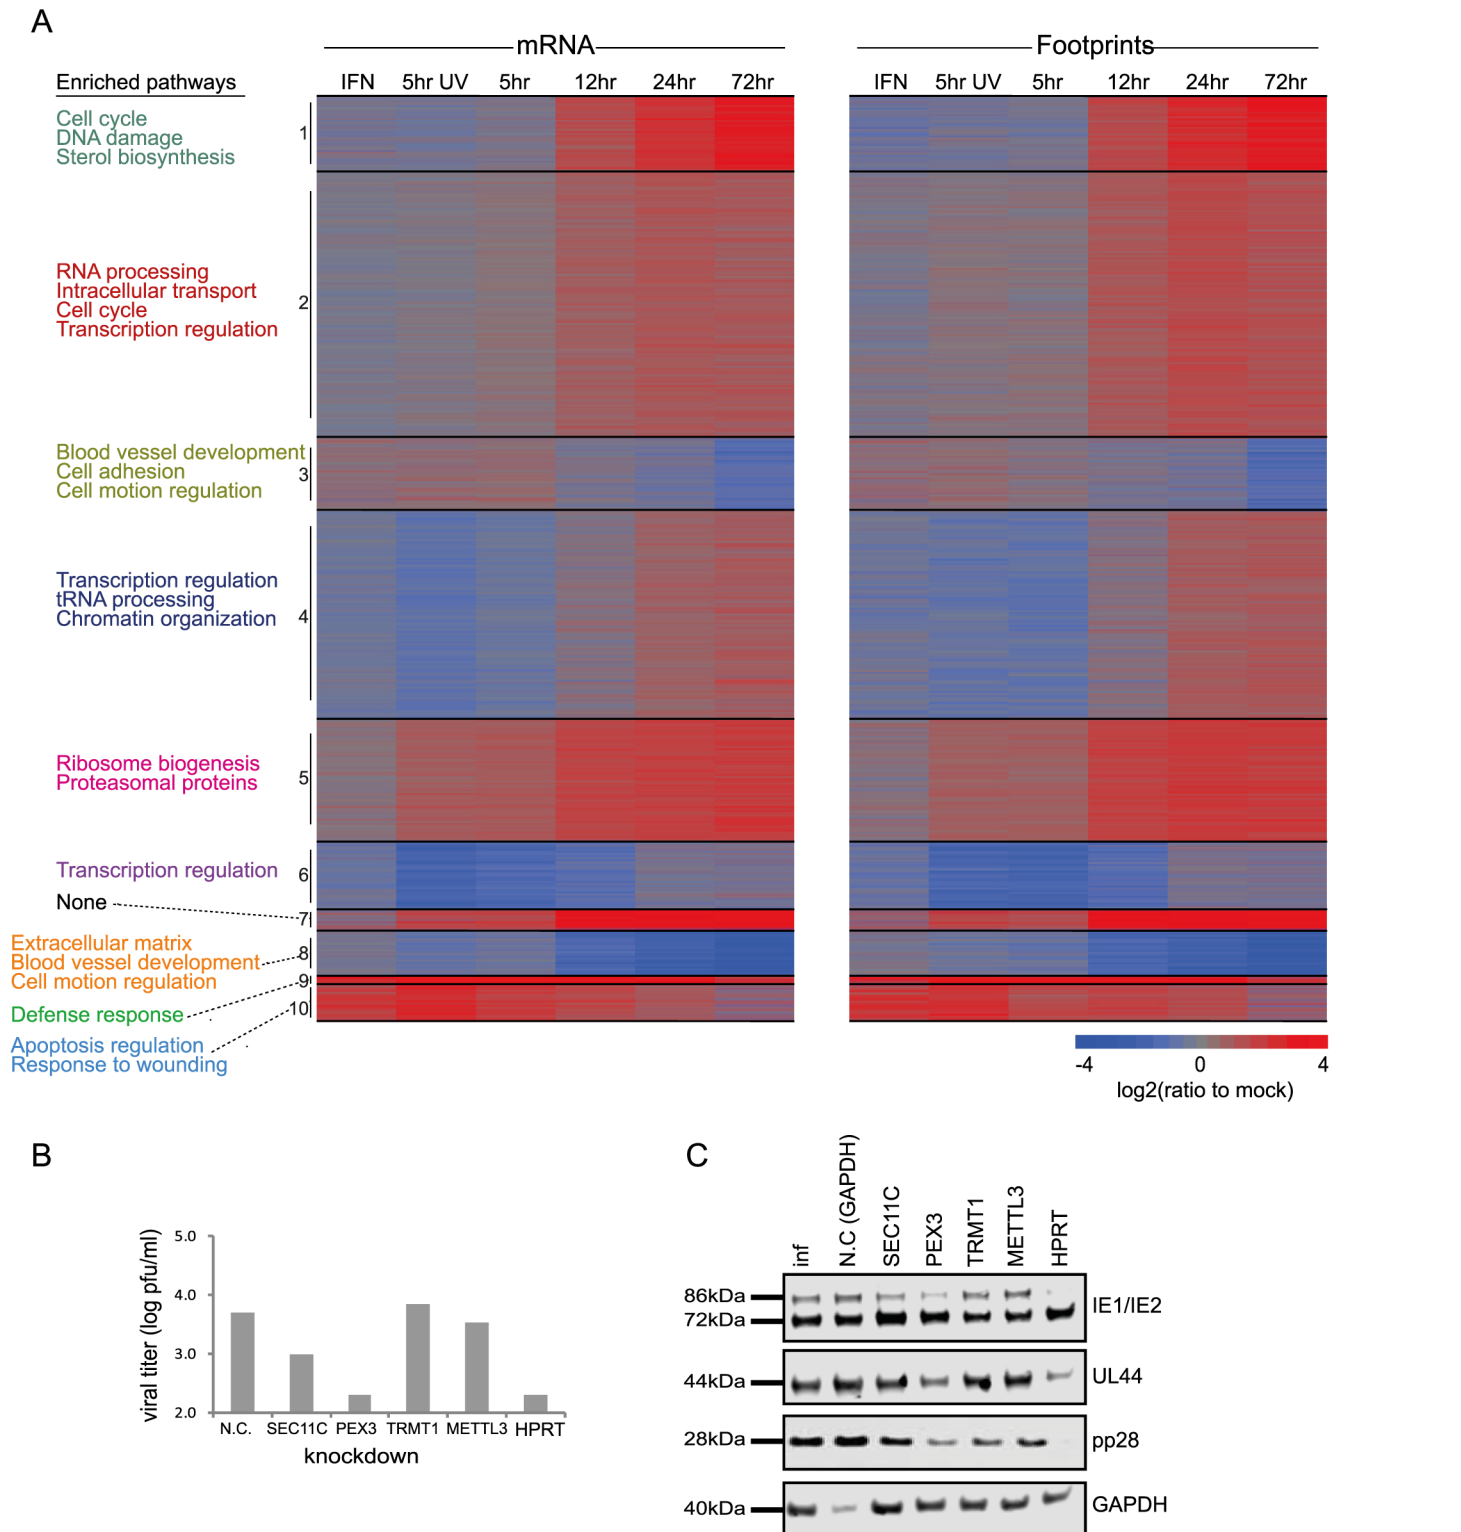 A
mRNA
Footprints
Enriched pathways
IFN 5hr UV 5hr 12hr 24hr 72hr
IFN 5hr UV 5hr 12hr 24hr 72hr
Cell cycle
DNA damage
Sterol biosynthesis
1
RNA processing
Intracellular transport
Cell cycle
Transcription regulation
2
Blood vessel development
Cell adhesion
Cell motion regulation
3
Transcription regulation
tRNA processing
Chromatin organization
4
Ribosome biogenesis
Proteasomal proteins
5
Transcription regulation
6
None
7
Extracellular matrix
Blood vessel development
Cell motion regulation
8
9
Defense response
10
Apoptosis regulation
Response to wounding
-4 0 4
log2(ratio to mock)
B
viral titer (log pfu/ml)
5.0
4.0
3.0
2.0
N.C. SEC11C PEX3 TRMT1 METTL3 HPRT
knockdown
C
inf
N.C (GAPDH)
SEC11C
PEX3
TRMT1
METTL3
HPRT
86kDa
72kDa
IE1/IE2
44kDa
UL44
28kDa
pp28
40kDa
GAPDH